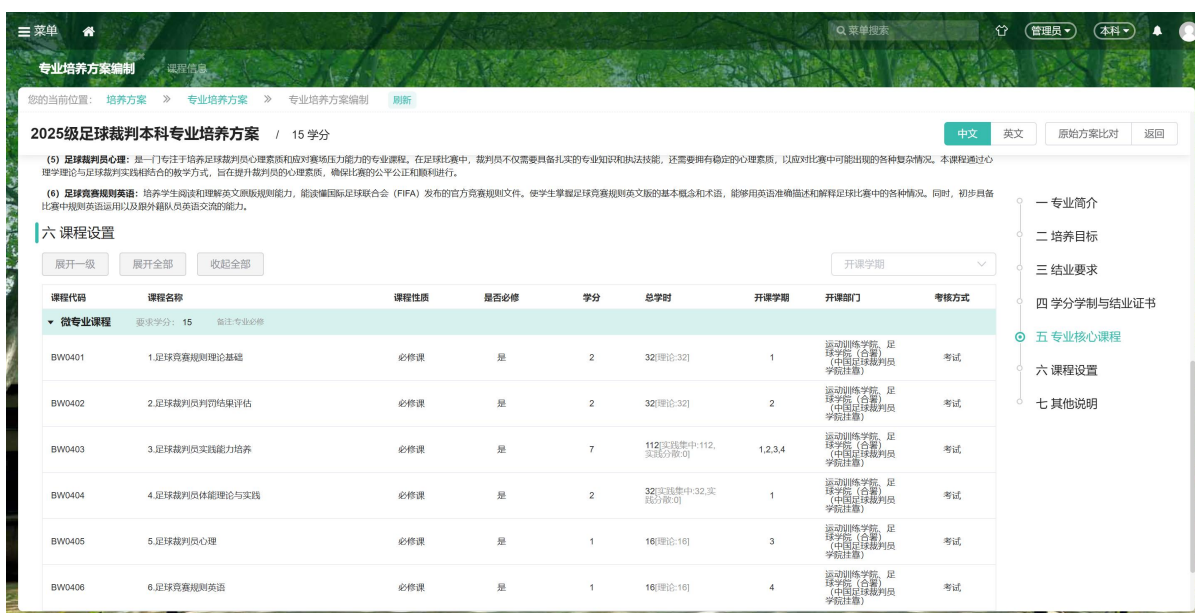 菜单
菜单搜索
管理员
本科
专业培养方案编制 课程信息
您的当前位置： 培养方案 》 专业培养方案 》 专业培养方案编制 刷新
2025级足球裁判本科专业培养方案 / 15 学分
中文 英文 原始方案比对 返回
（5）足球裁判员心理：是一门专注于培养足球裁判员心理素质和应对赛场压力能力的专业课程。在足球比赛中，裁判员不仅需要具备扎实的专业知识和执法技能，还需要拥有稳定的心理素质，以应对比赛中可能出现的各种复杂情况。本课程通过心
理学理论与足球裁判实践相结合的教学方式，旨在提升裁判员的心理素质，确保比赛的公平公正和顺利进行。
（6）足球竞赛规则英语：培养学生阅读和理解英文原版规则能力，能读懂国际足球联合会（FIFA）发布的官方竞赛规则文件。使学生掌握足球竞赛规则英文版的基本概念和术语，能够用英语准确描述和解释足球比赛中的各种情况。同时，初步具备
比赛中规则英语运用以及跟外籍队员英语交流的能力。
六 课程设置
展开一级 展开全部 收起全部 开课学期
课程代码 课程名称 课程性质 是否必修 学分 总学时 开课学期 开课部门 考核方式
微专业课程 要求学分： 15 备注:专业必修
BW0401 1.足球竞赛规则理论基础 必修课 是 2 32[理论:32] 1 运动训练学院、足
球学院（合署）
（中国足球裁判员
学院挂靠） 考试
BW0402 2.足球裁判员判罚结果评估 必修课 是 2 32[理论:32] 2 运动训练学院、足
球学院（合署）
（中国足球裁判员
学院挂靠） 考试
BW0403 3.足球裁判员实践能力培养 必修课 是 7 112[实践集中:112,
实践分散:0] 1,2,3,4 运动训练学院、足
球学院（合署）
（中国足球裁判员
学院挂靠） 考试
BW0404 4.足球裁判员体能理论与实践 必修课 是 2 32[实践集中:32,实
践分散:0] 1 运动训练学院、足
球学院（合署）
（中国足球裁判员
学院挂靠） 考试
BW0405 5.足球裁判员心理 必修课 是 1 16[理论:16] 3 运动训练学院、足
球学院（合署）
（中国足球裁判员
学院挂靠） 考试
BW0406 6.足球竞赛规则英语 必修课 是 1 16[理论:16] 4 运动训练学院、足
球学院（合署）
（中国足球裁判员
学院挂靠） 考试
一 专业简介
二 培养目标
三 结业要求
四 学分学制与结业证书
五 专业核心课程
六 课程设置
七 其他说明